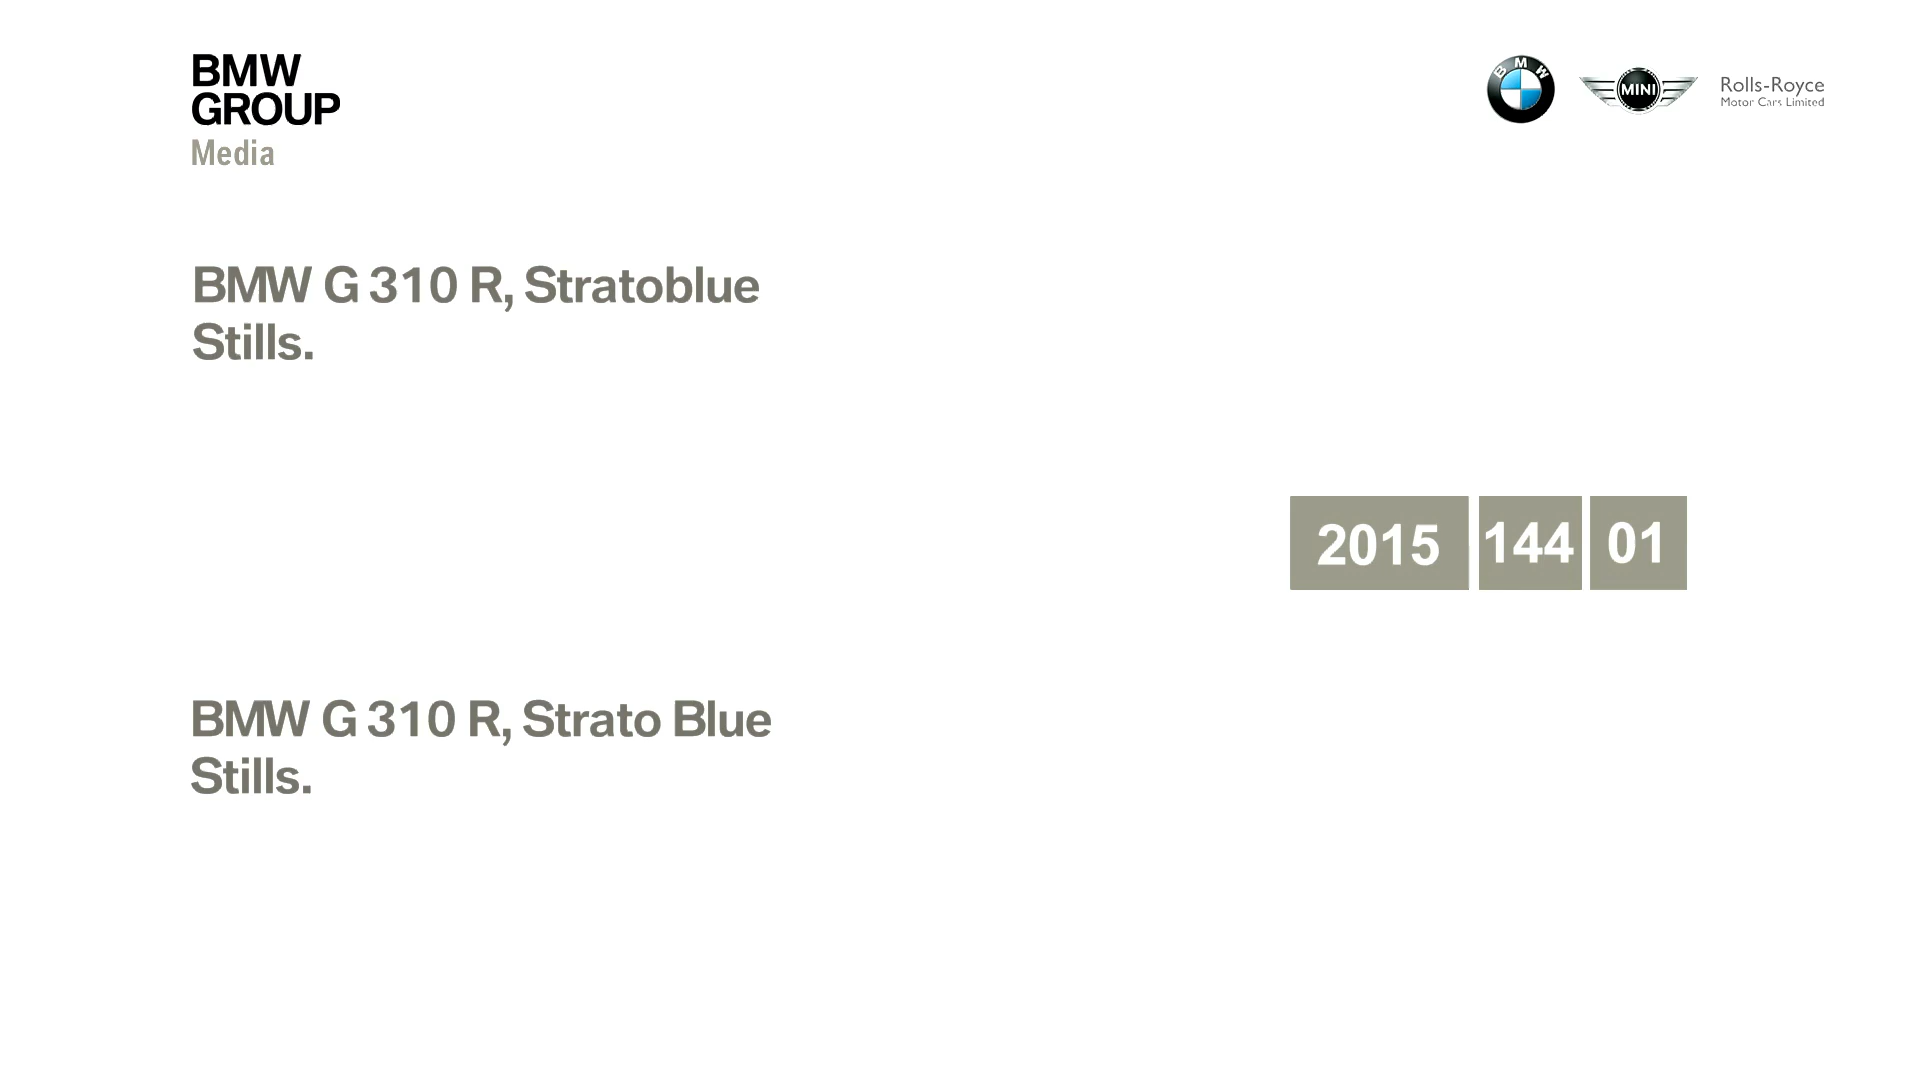 BMW
GROUP
Media
BMW
MINI
Rolls-Royce
Motor Cars Limited
BMW G 310 R, Stratoblue
Stills.
2015 144 01
BMW G 310 R, Strato Blue
Stills.